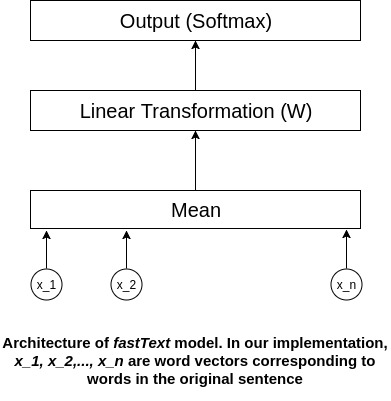 Output (Softmax)
Linear Transformation (W)
Mean
x_1 x_2 x_n
Architecture of fastText model. In our implementation,
x_1, x_2,..., x_n are word vectors corresponding to
words in the original sentence